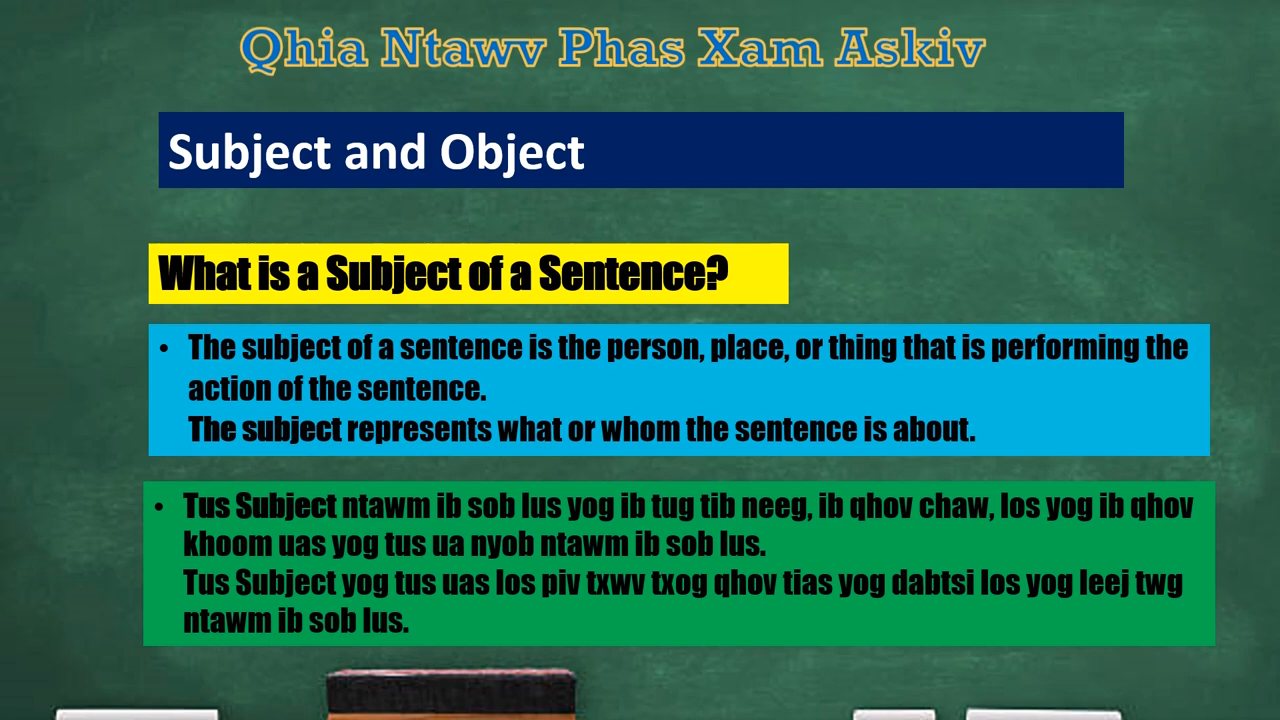 Qhia Ntawv Phas Xam Askiv
Subject and Object
What is a Subject of a Sentence?
• The subject of a sentence is the person, place, or thing that is performing the
action of the sentence.
The subject represents what or whom the sentence is about.
• Tus Subject ntawm ib sob lus yog ib tug tib neeg, ib qhov chaw, los yog ib qhov
khoom uas yog tus ua nyob ntawm ib sob lus.
Tus Subject yog tus uas los piv txwv txog qhov tias yog dabtsi los yog leej twg
ntawm ib sob lus.